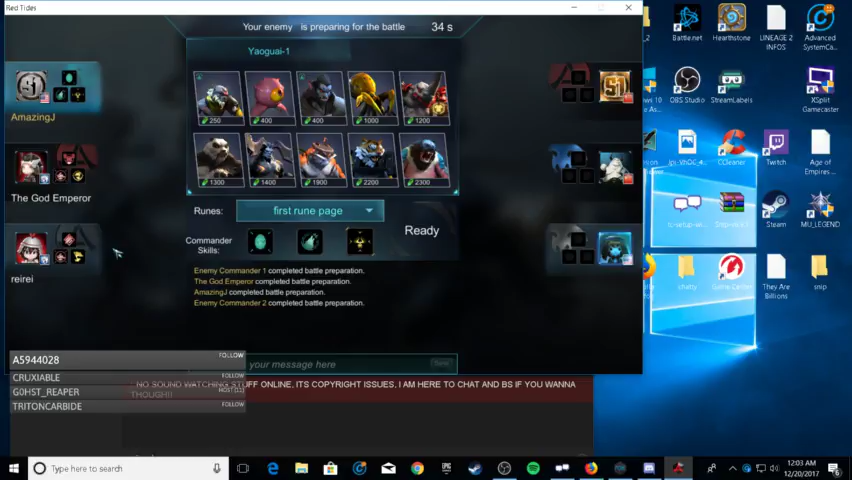 Red Tides
Your enemy is preparing for the battle 34 s
Yaoguai-1
250 400 400 1000 1200
1300 1400 1900 2200 2300
AmazingJ
The God Emperor
reirei
Runes: first rune page
Commander Skills:
Ready
Enemy Commander 1 completed battle preparation.
The God Emperor completed battle preparation.
AmazingJ completed battle preparation.
Enemy Commander 2 completed battle preparation.
your message here
A5944028 FOLLOW
CRUXIABLE FOLLOW
G0HST_REAPER
TRITONCARBIDE FOLLOW
NO SOUND WATCHING STUFF ONLINE. ITS COPYRIGHT ISSUES. I AM HERE TO CHAT AND BS IF YOU WANNA
THOUGH!!
Battle.net
Hearthstone
LINEAGE 2 INFOS
Advanced SystemCa...
OBS Studio
StreamLabels
XSplit Gamecaster
CCleaner
Twitch
Age of Empires ...
Steam
MU_LEGEND
chatty
Game Center
They Are Billions
snip
Type here to search
12:03 AM
12/20/2017